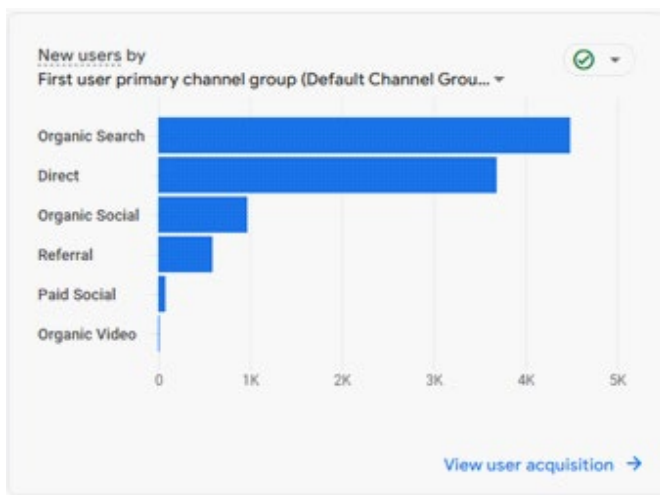 New users by
First user primary channel group (Default Channel Grou...
Organic Search
Direct
Organic Social
Referral
Paid Social
Organic Video
0 1K 2K 3K 4K 5K
View user acquisition →